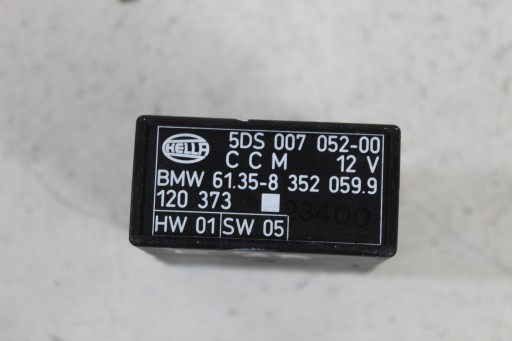 HELLA 5DS 007 052-00
C C M 12 V
BMW 61.35-8 352 059.9
120 373 23400
HW 01 SW 05